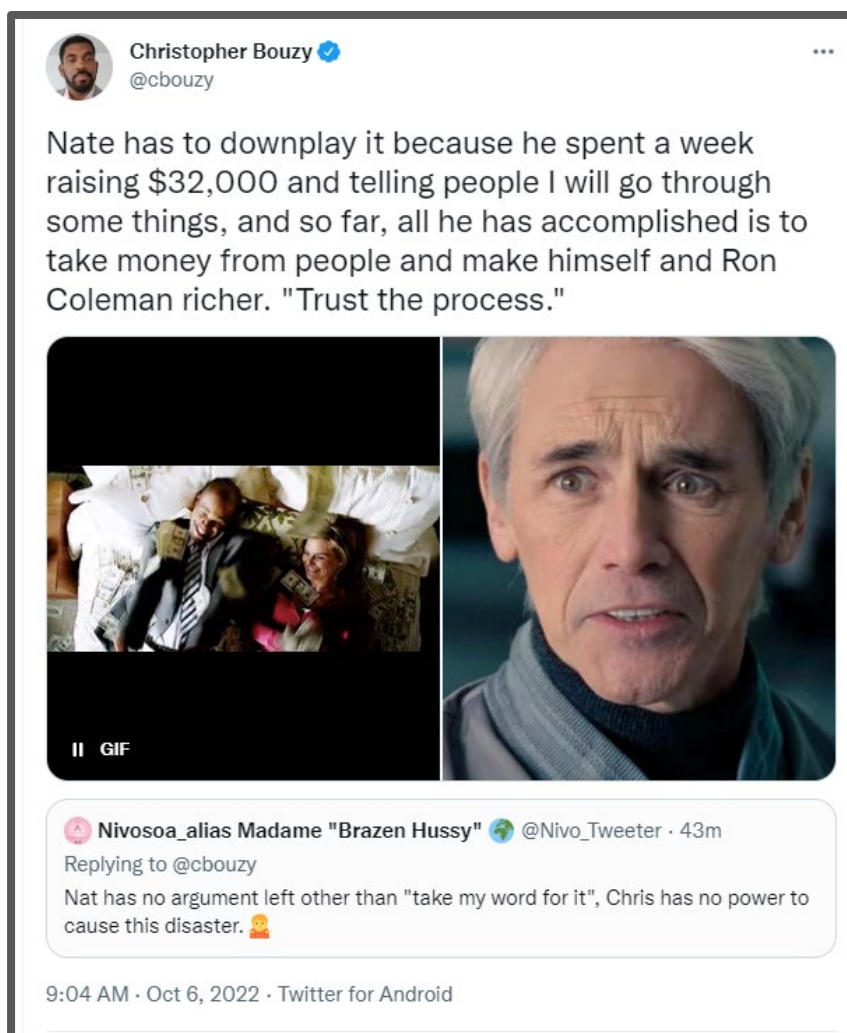 Christopher Bouzy
@cbouzy
Nate has to downplay it because he spent a week
raising $32,000 and telling people I will go through
some things, and so far, all he has accomplished is to
take money from people and make himself and Ron
Coleman richer. "Trust the process."
GIF
Nivosoa_alias Madame "Brazen Hussy" 🌍 @Nivo_Tweeter · 43m
Replying to @cbouzy
Nat has no argument left other than "take my word for it", Chris has no power to
cause this disaster. 🤷
9:04 AM · Oct 6, 2022 · Twitter for Android